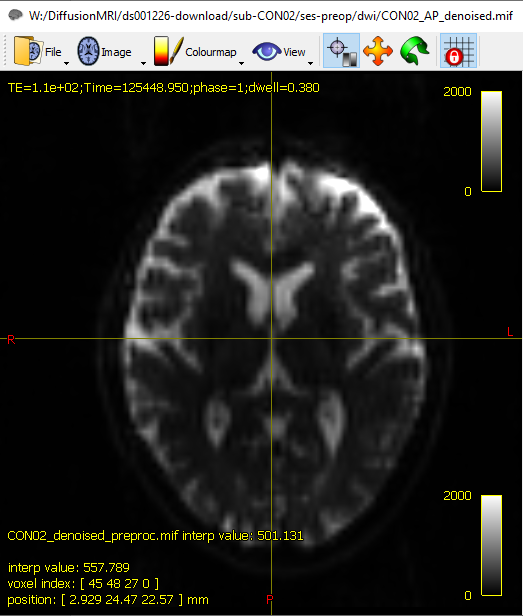 W:/DiffusionMRI/ds001226-download/sub-CON02/ses-preop/dwi/CON02_AP_denoised.mif
File Image Colourmap View
TE=1.1e+02;Time=125448.950;phase=1;dwell=0.380
2000
0
R
L
2000
CON02_denoised_preproc.mif interp value: 501.131
interp value: 557.789
voxel index: [ 45 48 27 0 ]
0
position: [ 2.929 24.47 22.57 ] mm
P